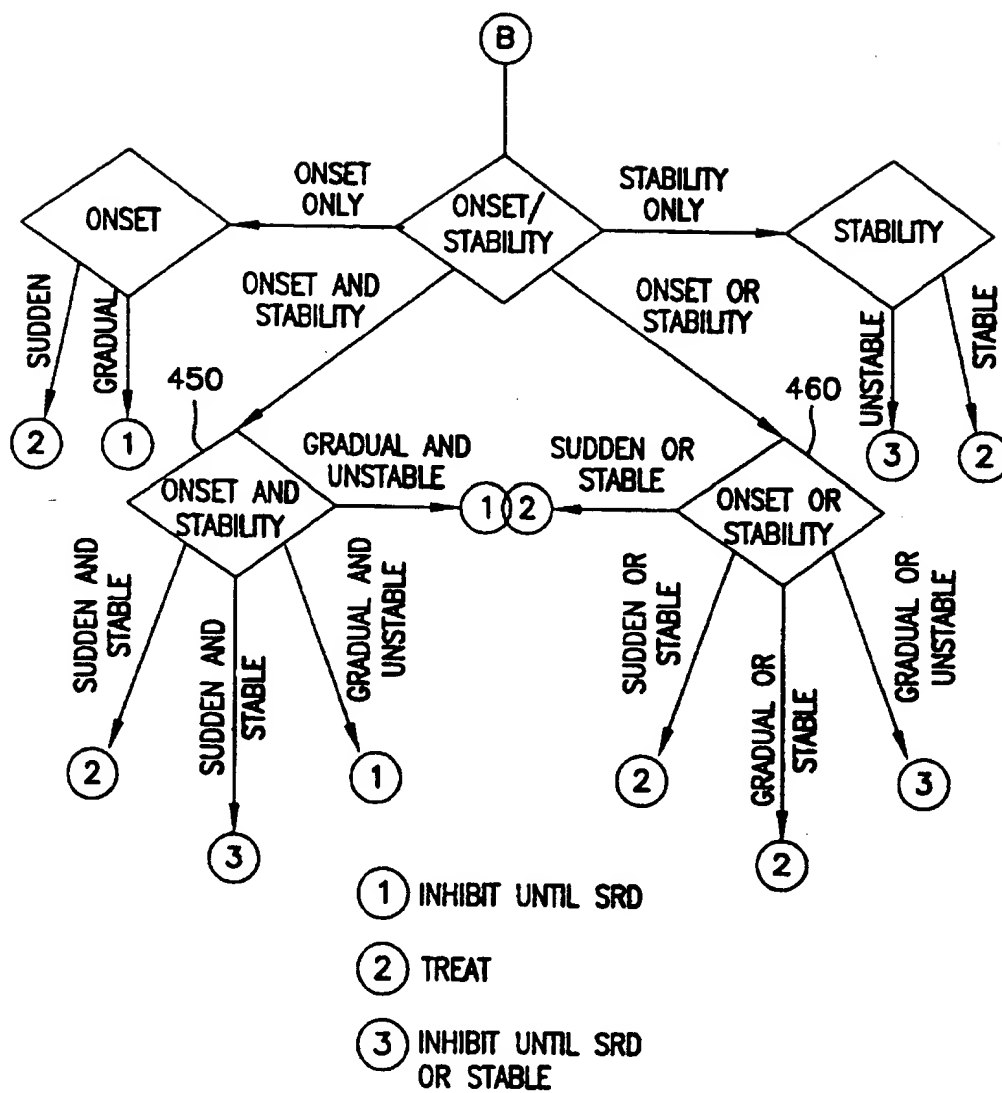 B
ONSET
ONLY
STABILITY
ONLY
ONSET
ONSET/
STABILITY
STABILITY
ONSET AND
STABILITY
ONSET OR
STABILITY
SUDDEN
GRADUAL
UNSTABLE
STABLE
2
1
3
2
450
460
GRADUAL AND
UNSTABLE
SUDDEN OR
STABLE
ONSET AND
STABILITY
1
2
ONSET OR
STABILITY
SUDDEN AND
STABLE
SUDDEN AND
STABLE
GRADUAL AND
UNSTABLE
SUDDEN OR
STABLE
GRADUAL OR
STABLE
GRADUAL OR
UNSTABLE
2
1
2
3
3
2
1 INHIBIT UNTIL SRD
2 TREAT
3 INHIBIT UNTIL SRD
OR STABLE